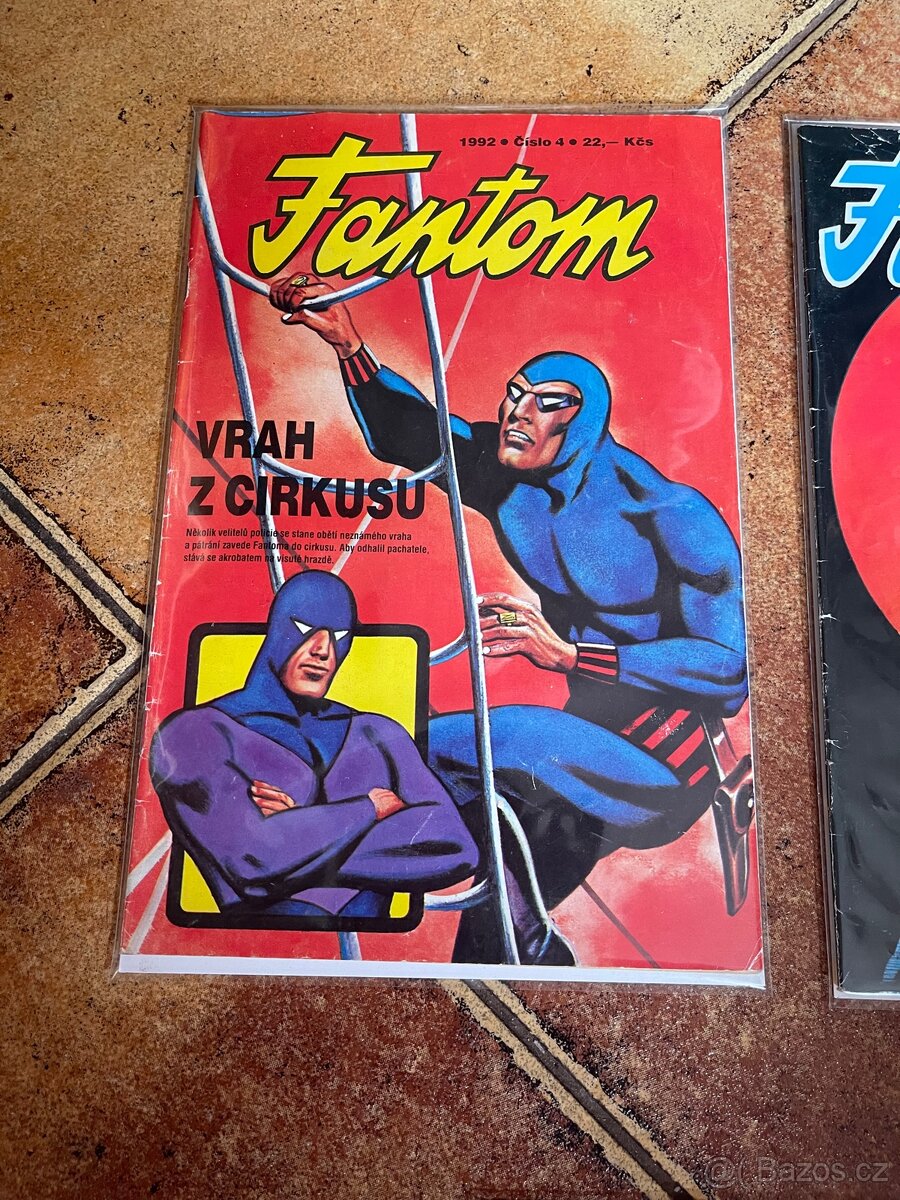 1992 • Číslo 4 • 22,— Kčs
Fantom
VRAH
Z CIRKUSU
Několik velitelů policie se stane obětí neznámého vraha
a pátrání zavede Fantoma do cirkusu. Aby odhalil pachatele,
stává se akrobatem na visuté hrazdě.
Bazos.cz